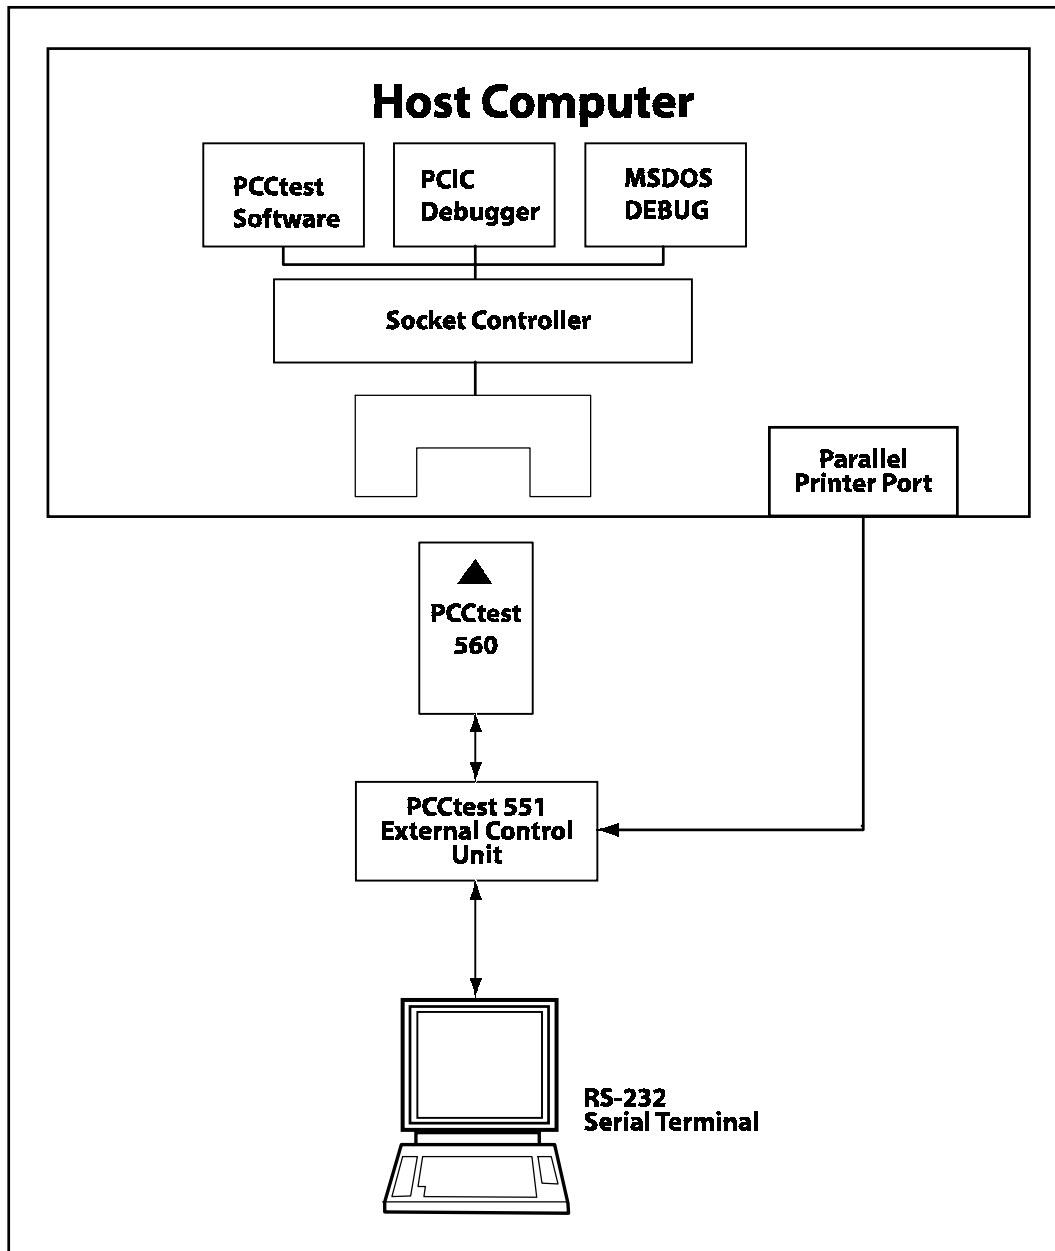 Host Computer
PCCtest
Software
PCIC
Debugger
MSDOS
DEBUG
Socket Controller
Parallel
Printer Port
PCCtest
560
PCCtest 551
External Control
Unit
RS-232
Serial Terminal